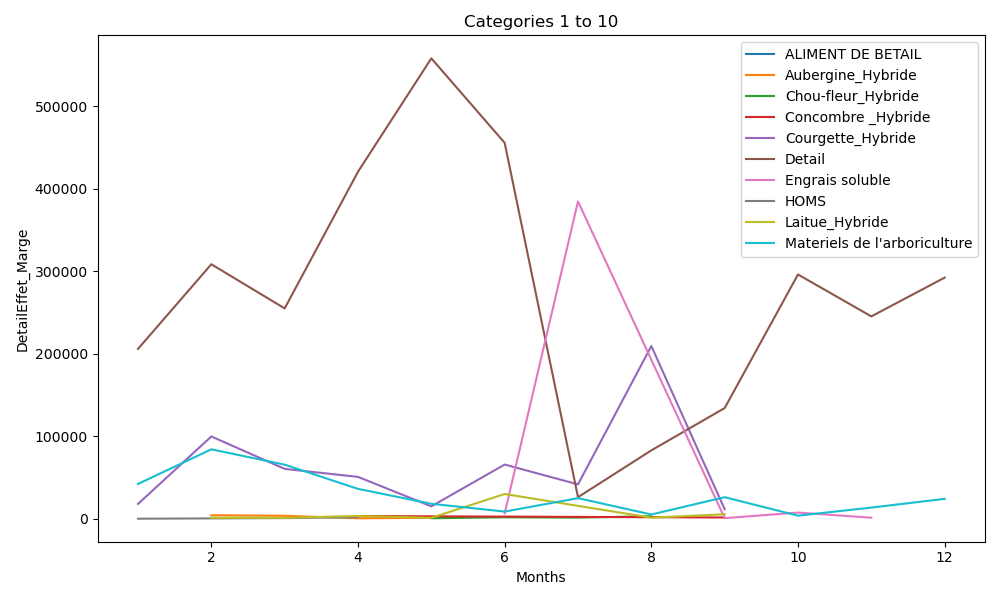 Categories 1 to 10
ALIMENT DE BETAIL
Aubergine_Hybride
Chou-fleur_Hybride
Concombre _Hybride
Courgette_Hybride
Detail
Engrais soluble
HOMS
Laitue_Hybride
Materiels de l'arboriculture
DetailEffet_Marge
500000
400000
300000
200000
100000
0
2 4 6 8 10 12
Months